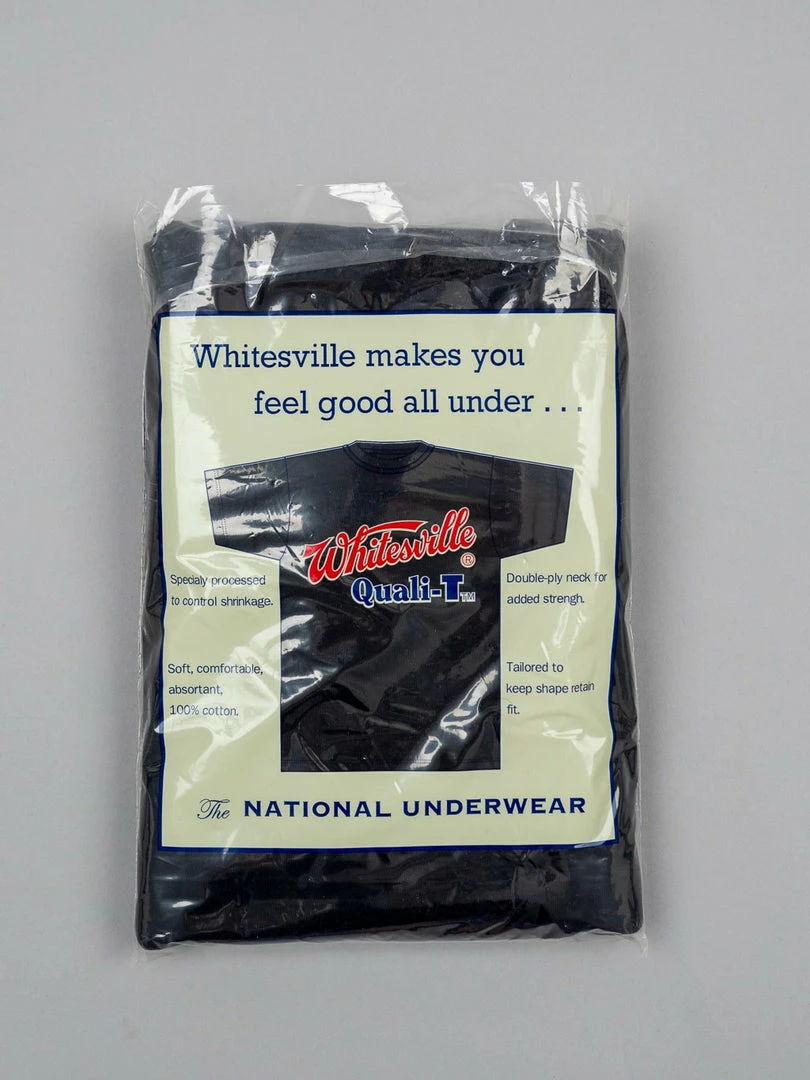 Whitesville makes you
feel good all under . . .
Whitesville ®
Quali-T TM
Specialy processed
to control shrinkage.
Double-ply neck for
added strengh.
Soft, comfortable,
absortant,
100% cotton.
Tailored to
keep shape retain
fit.
The NATIONAL UNDERWEAR